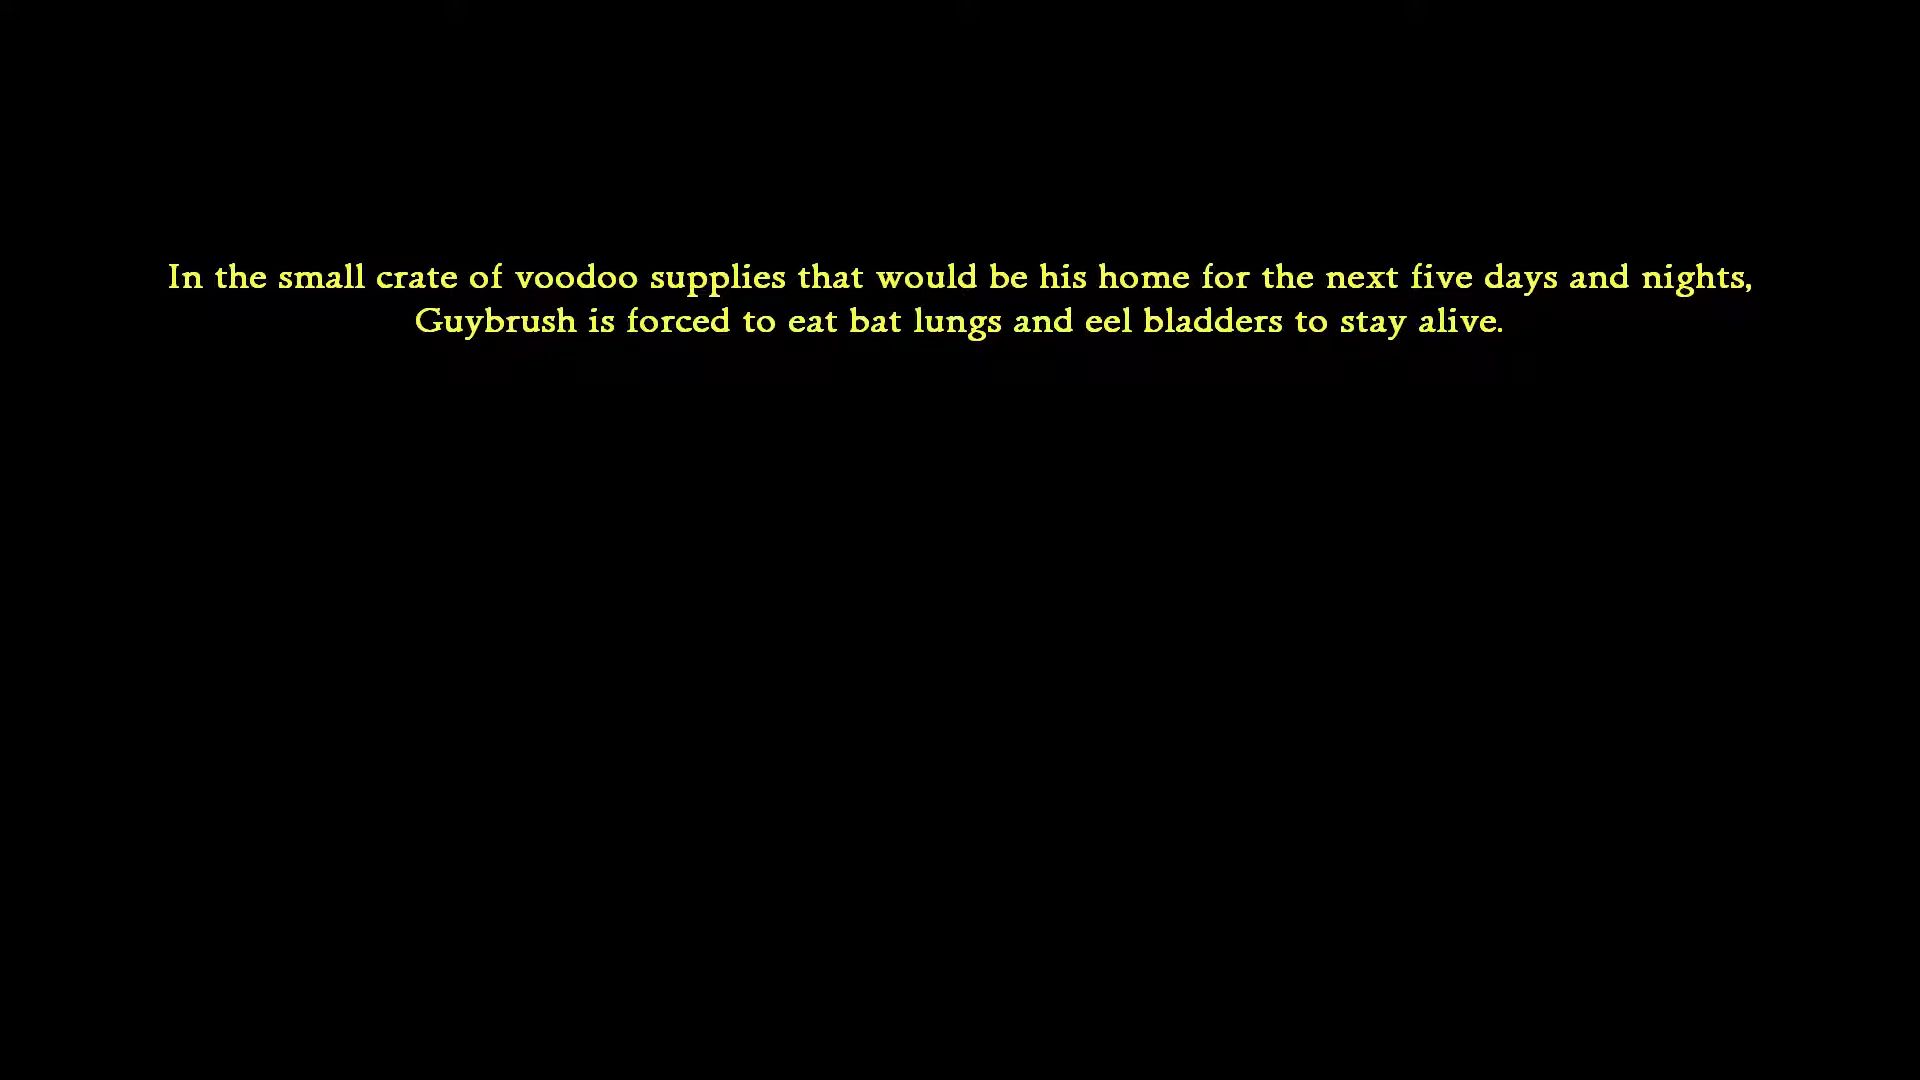 In the small crate of voodoo supplies that would be his home for the next five days and nights,
Guybrush is forced to eat bat lungs and eel bladders to stay alive.